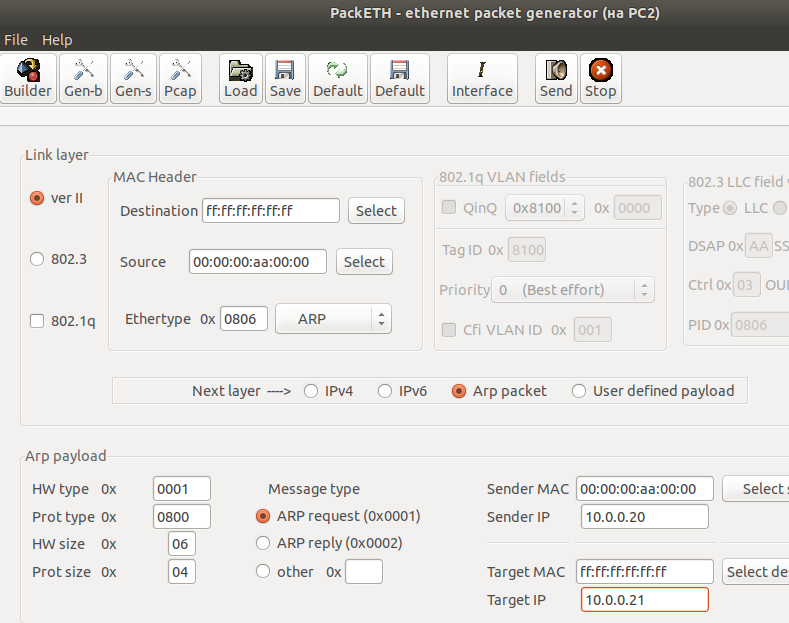 PackETH - ethernet packet generator (на PC2)
File Help
Builder Gen-b Gen-s Pcap Load Save Default Default Interface Send Stop
Link layer
ver II
802.3
802.1q
MAC Header
Destination ff:ff:ff:ff:ff:ff Select
Source 00:00:00:aa:00:00 Select
Ethertype 0x 0806 ARP
802.1q VLAN fields
QinQ 0x8100 0x 0000
Tag ID 0x 8100
Priority 0 (Best effort)
Cfi VLAN ID 0x 001
802.3 LLC field
Type LLC
DSAP 0x AA SS
Ctrl 0x 03 OUI
PID 0x 0806
Next layer ----> IPv4 IPv6 Arp packet User defined payload
Arp payload
HW type 0x 0001
Prot type 0x 0800
HW size 0x 06
Prot size 0x 04
Message type
ARP request (0x0001)
ARP reply (0x0002)
other 0x
Sender MAC 00:00:00:aa:00:00 Select
Sender IP 10.0.0.20
Target MAC ff:ff:ff:ff:ff:ff Select des
Target IP 10.0.0.21